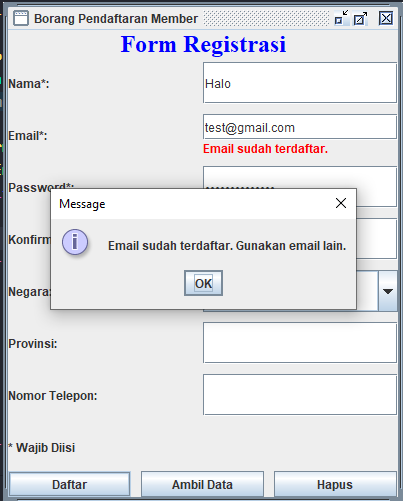 Borang Pendaftaran Member
Form Registrasi
Nama*: Halo
Email*: test@gmail.com
Email sudah terdaftar.
Password*:
Message
Email sudah terdaftar. Gunakan email lain.
OK
Konfirm
Negara:
Provinsi:
Nomor Telepon:
* Wajib Diisi
Daftar Ambil Data Hapus